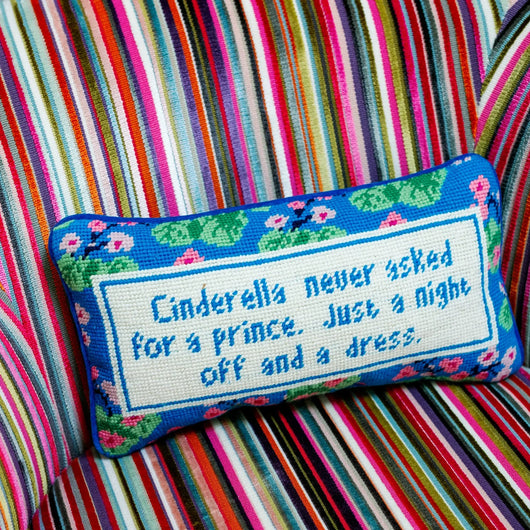 Cinderella never asked
for a prince. Just a night
off and a dress.